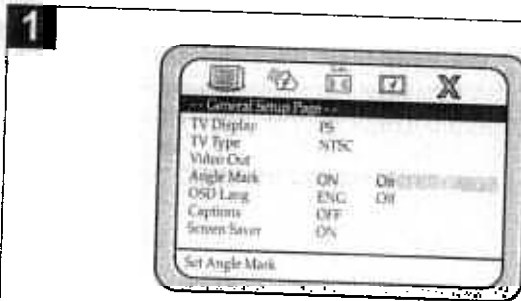 1
-- General Setup Page --
TV Display PS
TV Type NTSC
Video Out
Angle Mark ON On
OSD Lang ENG Off
Captions OFF
Screen Saver ON
Set Angle Mark